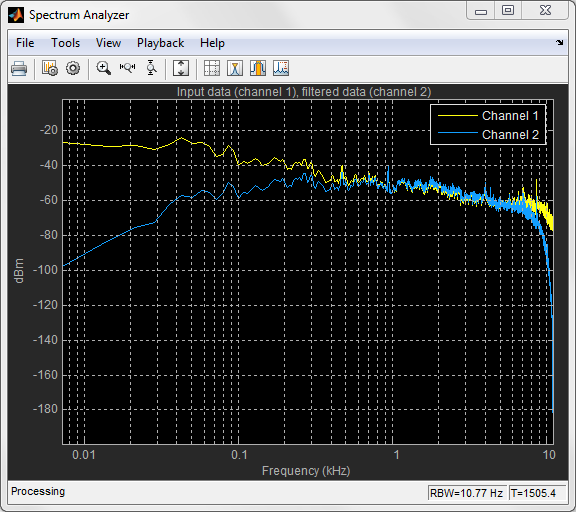 Spectrum Analyzer
File Tools View Playback Help
Input data (channel 1), filtered data (channel 2)
Channel 1
Channel 2
-20
-40
-60
-80
-100
-120
-140
-160
-180
dBm
0.01 0.1 1 10
Frequency (kHz)
Processing RBW=10.77 Hz T=1505.4